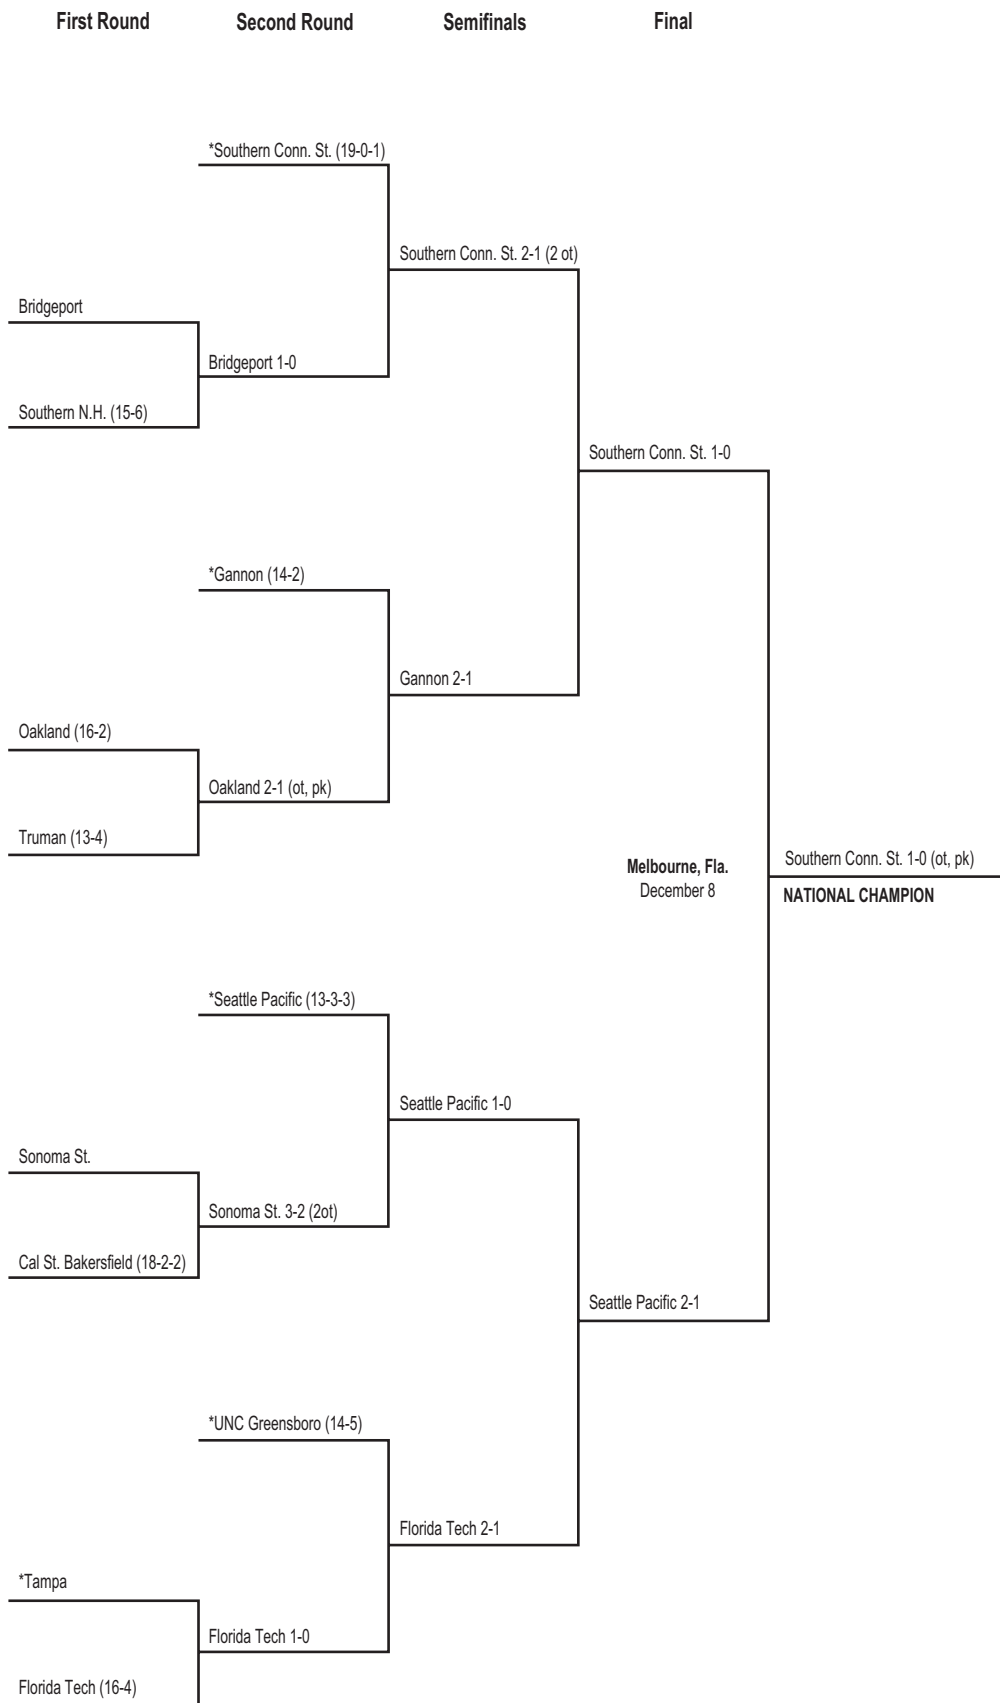 First Round
Second Round
Semifinals
Final
*Southern Conn. St. (19-0-1)
Southern Conn. St. 2-1 (2 ot)
Bridgeport
Bridgeport 1-0
Southern N.H. (15-6)
Southern Conn. St. 1-0
*Gannon (14-2)
Gannon 2-1
Oakland (16-2)
Oakland 2-1 (ot, pk)
Truman (13-4)
Melbourne, Fla.
December 8
Southern Conn. St. 1-0 (ot, pk)
NATIONAL CHAMPION
*Seattle Pacific (13-3-3)
Seattle Pacific 1-0
Sonoma St.
Sonoma St. 3-2 (2ot)
Cal St. Bakersfield (18-2-2)
Seattle Pacific 2-1
*UNC Greensboro (14-5)
Florida Tech 2-1
*Tampa
Florida Tech 1-0
Florida Tech (16-4)